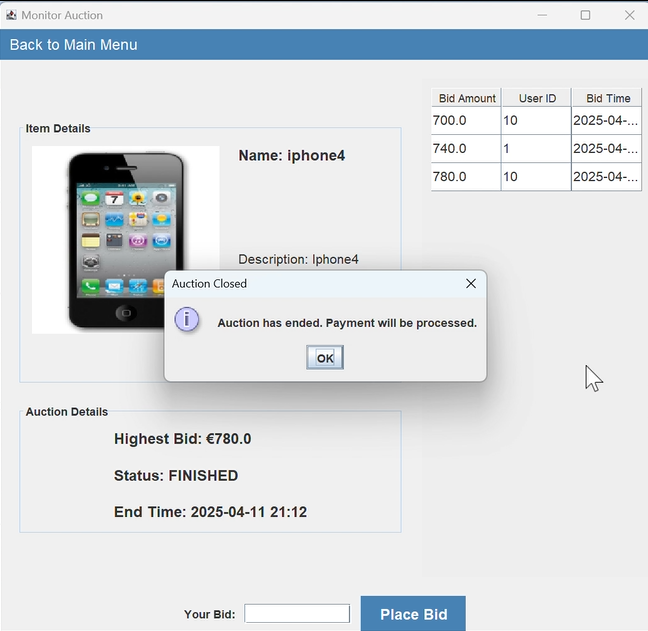 Monitor Auction
Back to Main Menu
Item Details
7
Name: iphone4
Description: Iphone4
Bid Amount User ID Bid Time
700.0 10 2025-04-...
740.0 1 2025-04-...
780.0 10 2025-04-...
Auction Closed
i
Auction has ended. Payment will be processed.
OK
Auction Details
Highest Bid: €780.0
Status: FINISHED
End Time: 2025-04-11 21:12
Your Bid:
Place Bid